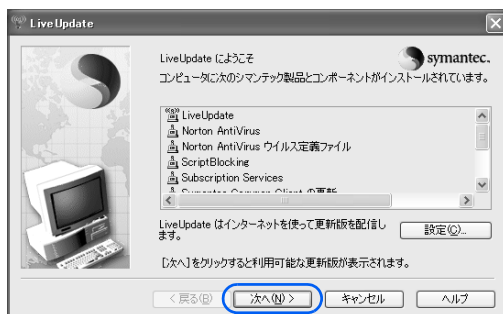 LiveUpdate
LiveUpdate にようこそ
symantec.
コンピュータに次のシマンテック製品とコンポーネントがインストールされています。
LiveUpdate
Norton AntiVirus
Norton AntiVirus ウイルス定義ファイル
ScriptBlocking
Subscription Services
Symantec Common Client の更新
LiveUpdate はインターネットを使って更新版を配信し
ます。
設定(O)...
[次へ]をクリックすると利用可能な更新版が表示されます。
< 戻る(B)
次へ(N) >
キャンセル
ヘルプ